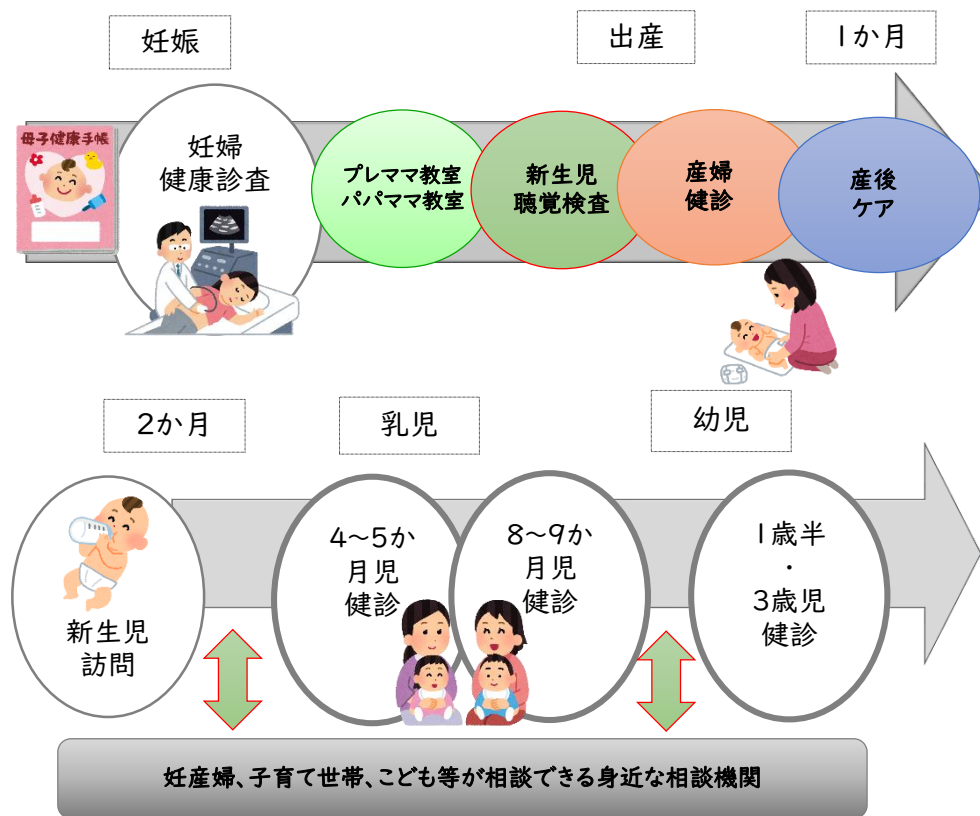 妊娠
出産
1か月
母子健康手帳
妊婦
健康診査
プレママ教室
パパママ教室
新生児
聴覚検査
産婦
健診
産後
ケア
2か月
乳児
幼児
新生児
訪問
4～5か
月児
健診
8～9か
月児
健診
1歳半
・
3歳児
健診
妊産婦、子育て世帯、こども等が相談できる身近な相談機関